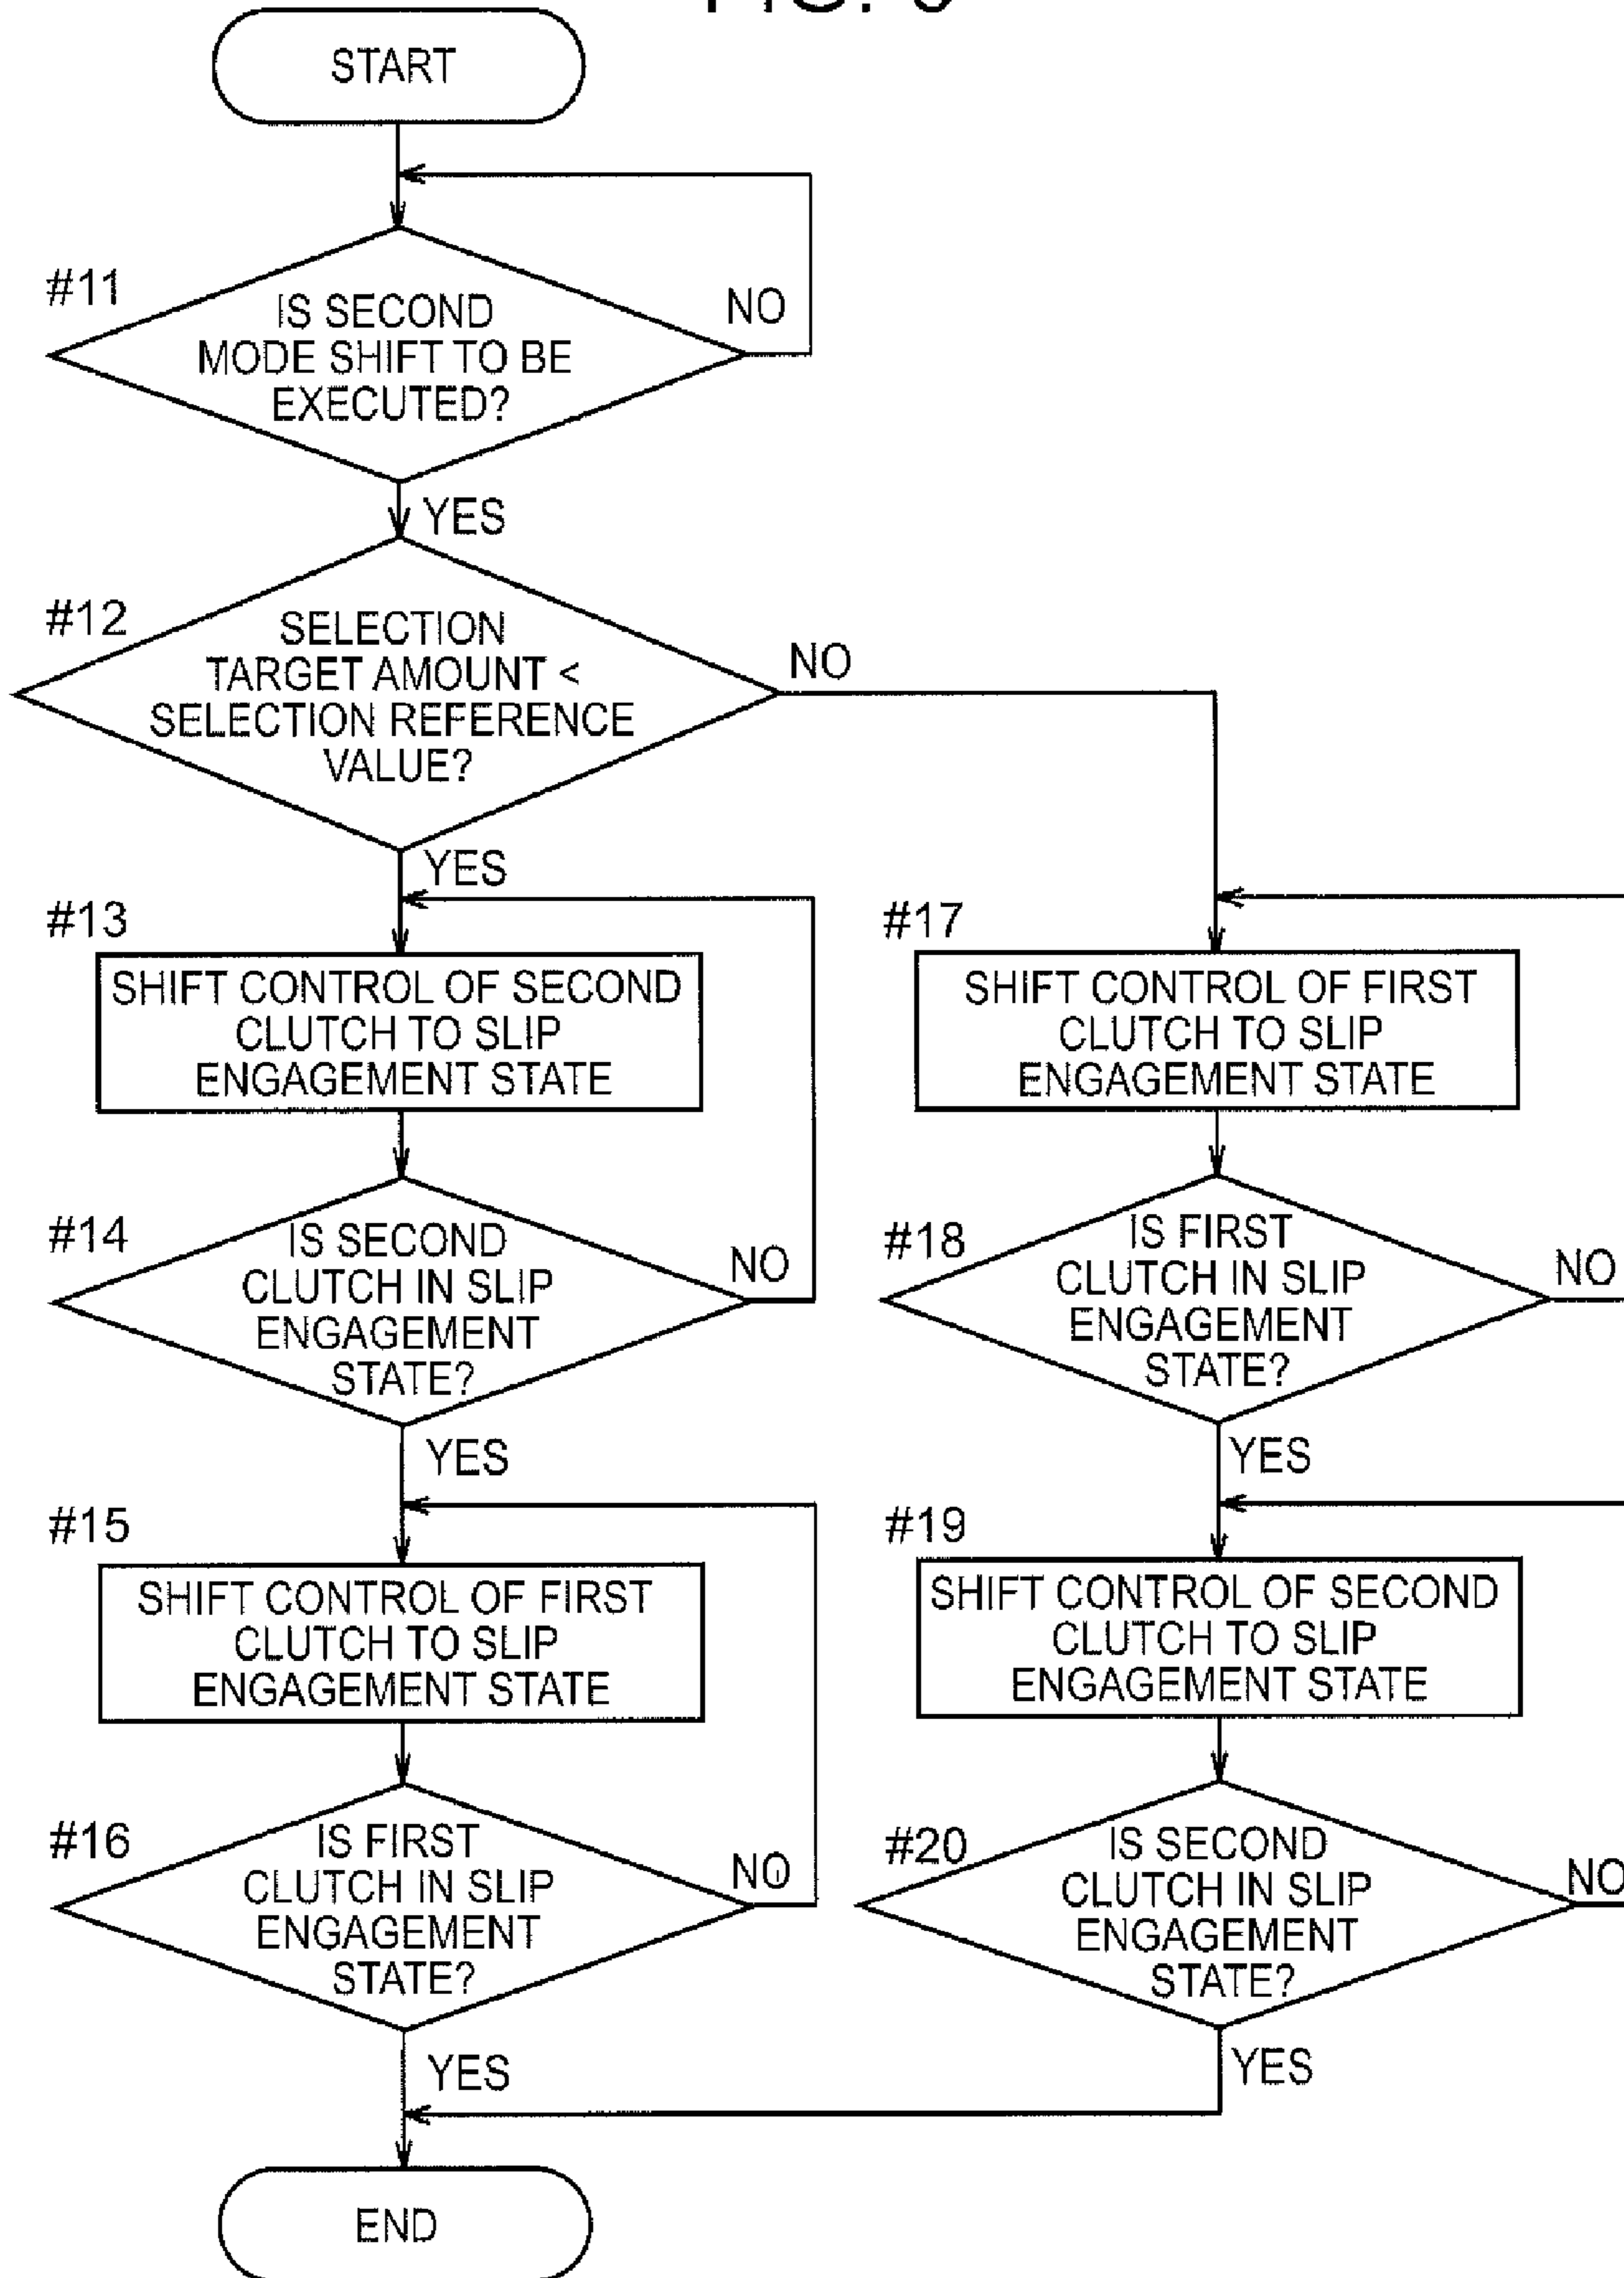 START
#11
IS SECOND
MODE SHIFT TO BE
EXECUTED?
NO
YES
#12
SELECTION
TARGET AMOUNT <
SELECTION REFERENCE
VALUE?
NO
YES
#13
SHIFT CONTROL OF SECOND
CLUTCH TO SLIP
ENGAGEMENT STATE
#14
IS SECOND
CLUTCH IN SLIP
ENGAGEMENT
STATE?
NO
YES
#15
SHIFT CONTROL OF FIRST
CLUTCH TO SLIP
ENGAGEMENT STATE
#16
IS FIRST
CLUTCH IN SLIP
ENGAGEMENT
STATE?
NO
YES
#17
SHIFT CONTROL OF FIRST
CLUTCH TO SLIP
ENGAGEMENT STATE
#18
IS FIRST
CLUTCH IN SLIP
ENGAGEMENT
STATE?
NO
YES
#19
SHIFT CONTROL OF SECOND
CLUTCH TO SLIP
ENGAGEMENT STATE
#20
IS SECOND
CLUTCH IN SLIP
ENGAGEMENT
STATE?
NO
YES
END